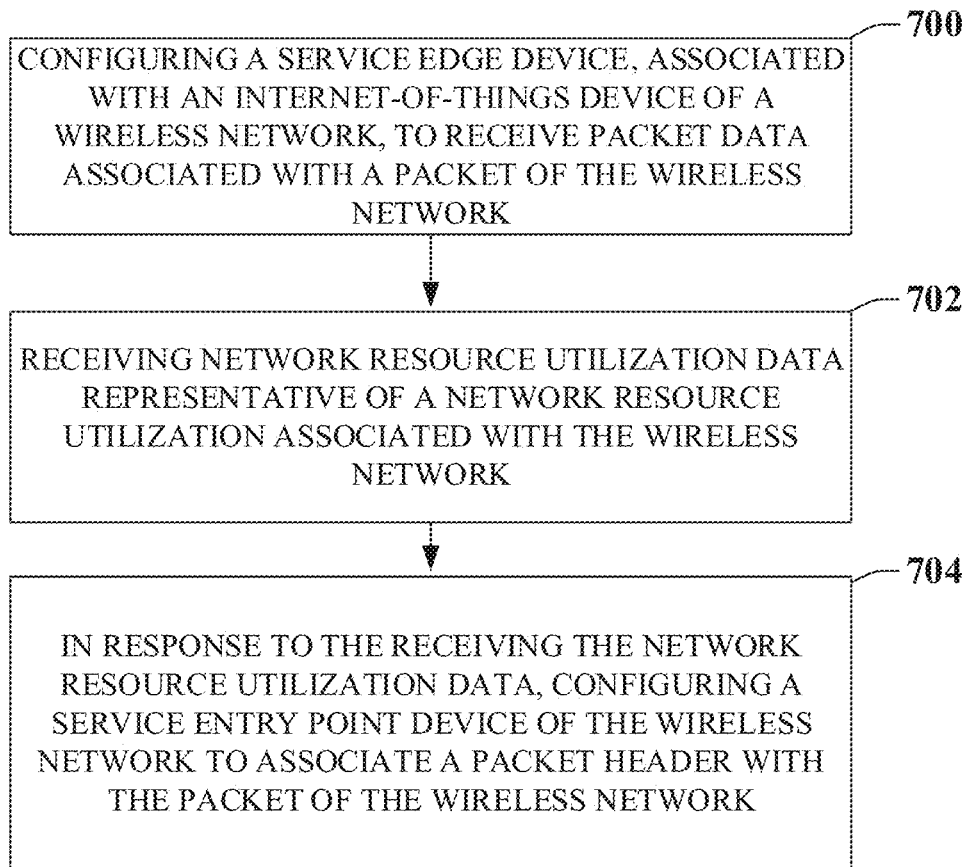 700
CONFIGURING A SERVICE EDGE DEVICE, ASSOCIATED
WITH AN INTERNET-OF-THINGS DEVICE OF A
WIRELESS NETWORK, TO RECEIVE PACKET DATA
ASSOCIATED WITH A PACKET OF THE WIRELESS
NETWORK
702
RECEIVING NETWORK RESOURCE UTILIZATION DATA
REPRESENTATIVE OF A NETWORK RESOURCE
UTILIZATION ASSOCIATED WITH THE WIRELESS
NETWORK
704
IN RESPONSE TO THE RECEIVING THE NETWORK
RESOURCE UTILIZATION DATA, CONFIGURING A
SERVICE ENTRY POINT DEVICE OF THE WIRELESS
NETWORK TO ASSOCIATE A PACKET HEADER WITH
THE PACKET OF THE WIRELESS NETWORK